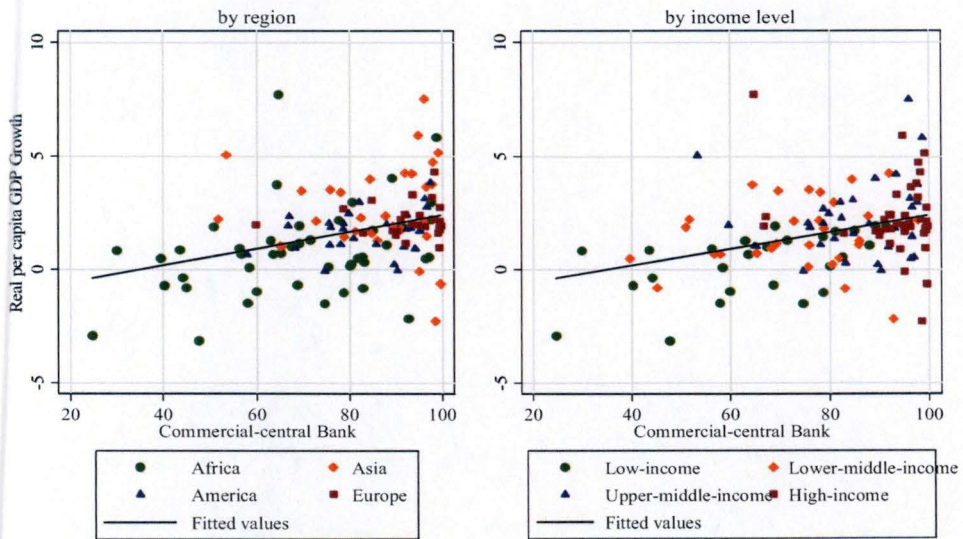 by region
by income level
Real per capita GDP Growth
10
5
0
-5
20
40
60
80
100
Commercial-central Bank
10
5
0
-5
20
40
60
80
100
Commercial-central Bank
Africa
Asia
America
Europe
Fitted values
Low-income
Lower-middle-income
Upper-middle-income
High-income
Fitted values